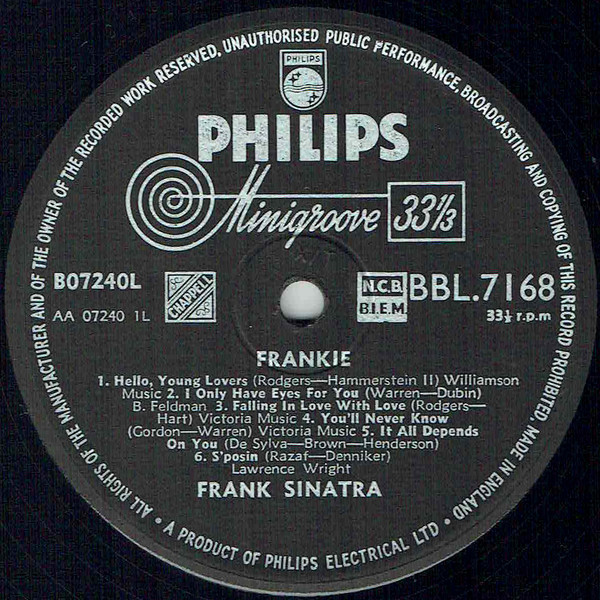 ALL RIGHTS OF THE MANUFACTURER AND OF THE OWNER OF THE RECORDED WORK RESERVED, UNAUTHORISED PUBLIC PERFORMANCE, BROADCASTING AND COPYING OF THIS RECORD PROHIBITED. MADE IN ENGLAND
PHILIPS
PHILIPS
Minigroove 33⅓
B07240L
CHAPPELL
N.C.B.
B.I.E.M.
BBL.7168
AA 07240 1L
33⅓ r.p.m
FRANKIE
1. Hello, Young Lovers (Rodgers—Hammerstein II) Williamson
Music 2. I Only Have Eyes For You (Warren—Dubin)
B. Feldman 3. Falling In Love With Love (Rodgers—
Hart) Victoria Music 4. You'll Never Know
(Gordon—Warren) Victoria Music 5. It All Depends
On You (De Sylva—Brown—Henderson)
6. S'posin (Razaf—Denniker)
Lawrence Wright
FRANK SINATRA
• A PRODUCT OF PHILIPS ELECTRICAL LTD •